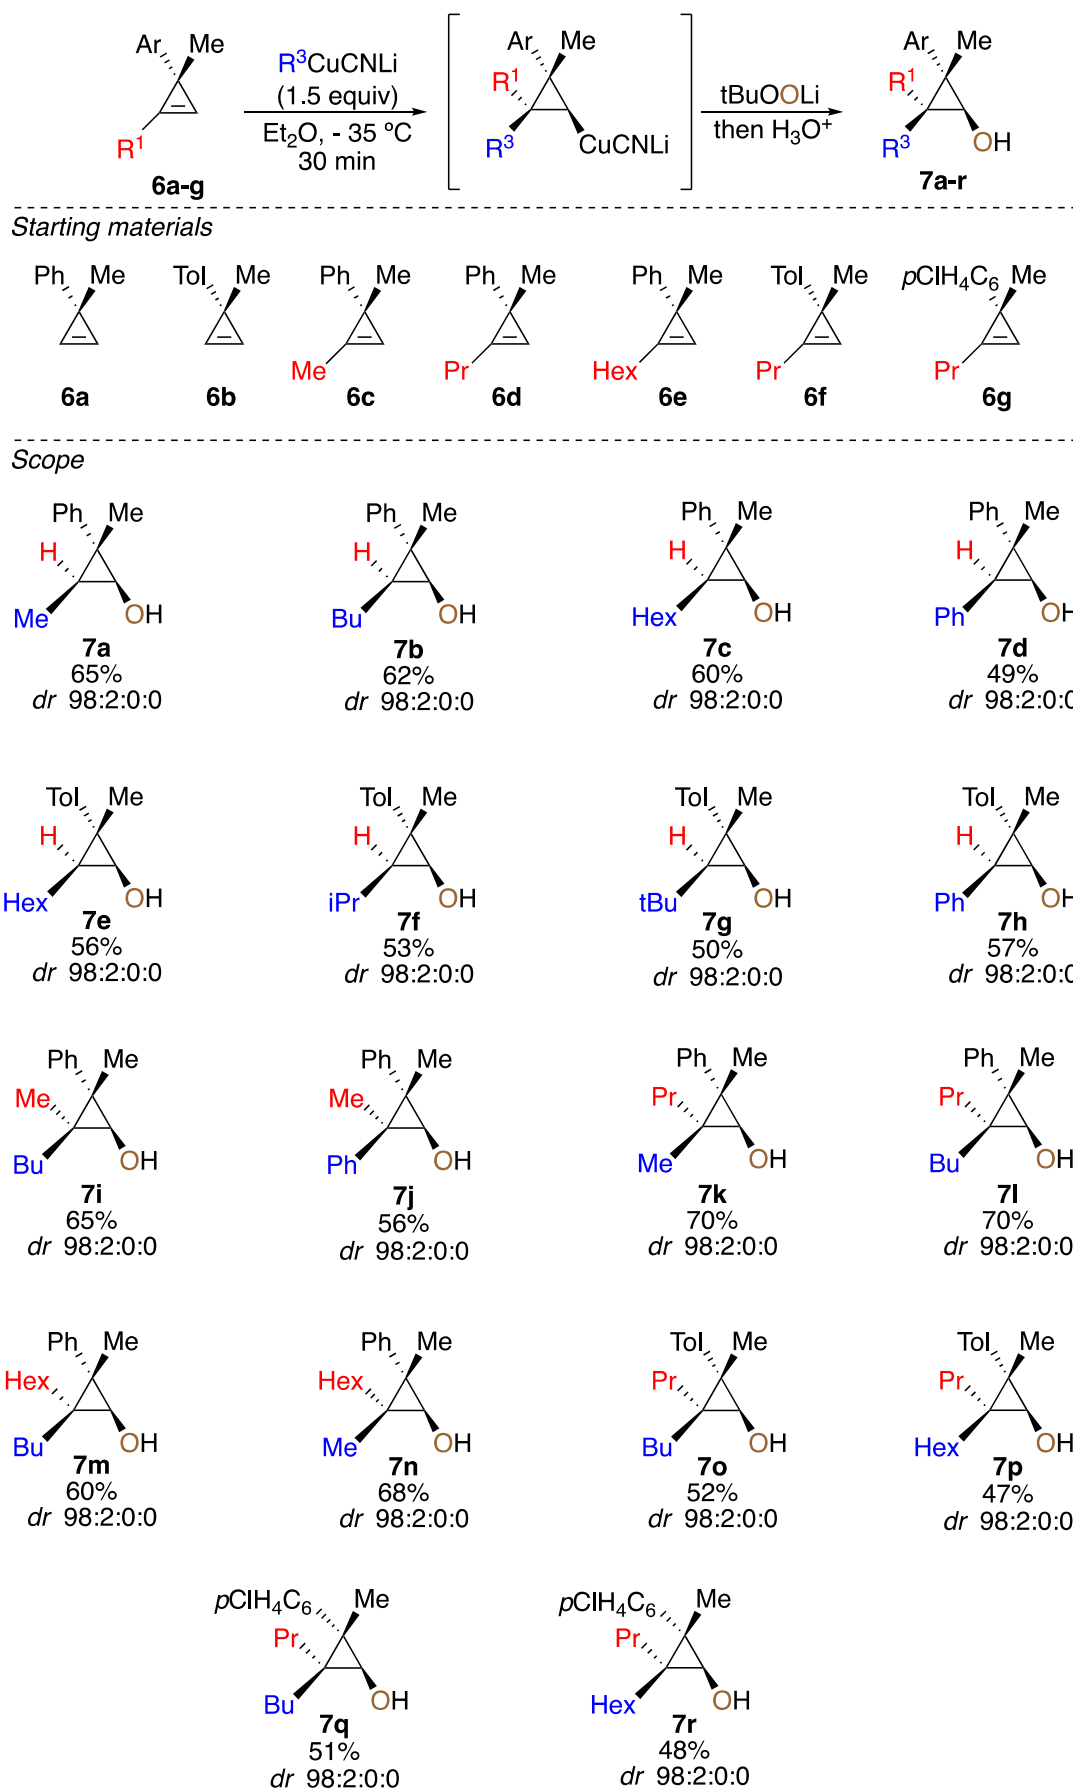 Ar Me
R1
6a-g
R3CuCNLi
(1.5 equiv)
Et2O, - 35 ºC
30 min
Ar Me
R1
R3 CuCNLi
tBuOOLi
then H3O+
Ar Me
R1
R3 OH
7a-r
Starting materials
Ph Me Tol Me Ph Me Ph Me Ph Me Tol Me pClH4C6 Me
Me Pr Hex Pr Pr
6a 6b 6c 6d 6e 6f 6g
Scope
Ph Me Ph Me Ph Me Ph Me
H H H H
Me OH Bu OH Hex OH Ph OH
7a 7b 7c 7d
65% 62% 60% 49%
dr 98:2:0:0 dr 98:2:0:0 dr 98:2:0:0 dr 98:2:0:0
Tol Me Tol Me Tol Me Tol Me
H H H H
Hex OH iPr OH tBu OH Ph OH
7e 7f 7g 7h
56% 53% 50% 57%
dr 98:2:0:0 dr 98:2:0:0 dr 98:2:0:0 dr 98:2:0:0
Ph Me Ph Me Ph Me Ph Me
Me Me Pr Pr
Bu OH Ph OH Me OH Bu OH
7i 7j 7k 7l
65% 56% 70% 70%
dr 98:2:0:0 dr 98:2:0:0 dr 98:2:0:0 dr 98:2:0:0
Ph Me Ph Me Tol Me Tol Me
Hex Hex Pr Pr
Bu OH Me OH Bu OH Hex OH
7m 7n 7o 7p
60% 68% 52% 47%
dr 98:2:0:0 dr 98:2:0:0 dr 98:2:0:0 dr 98:2:0:0
pClH4C6 Me pClH4C6 Me
Pr Pr
Bu OH Hex OH
7q 7r
51% 48%
dr 98:2:0:0 dr 98:2:0:0